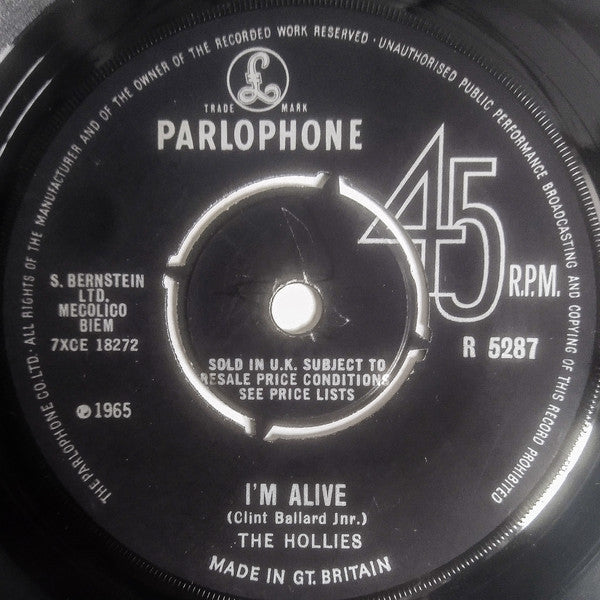 THE PARLOPHONE CO. LTD. · ALL RIGHTS OF THE MANUFACTURER AND OF THE OWNER OF THE RECORDED WORK RESERVED · UNAUTHORISED PUBLIC PERFORMANCE BROADCASTING AND COPYING OF THIS RECORD PROHIBITED
£
TRADE MARK
PARLOPHONE
45
R.P.M.
R 5287
S. BERNSTEIN
LTD.
MECOLICO
BIEM
7XCE 18272
℗1965
SOLD IN U.K. SUBJECT TO
RESALE PRICE CONDITIONS
SEE PRICE LISTS
I'M ALIVE
(Clint Ballard Jnr.)
THE HOLLIES
MADE IN GT. BRITAIN